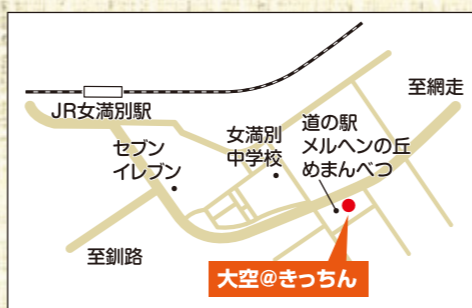 JR女満別駅
至網走
セブン
イレブン
女満別
中学校
道の駅
メルヘンの丘
めまんべつ
至釧路
大空@きっちん